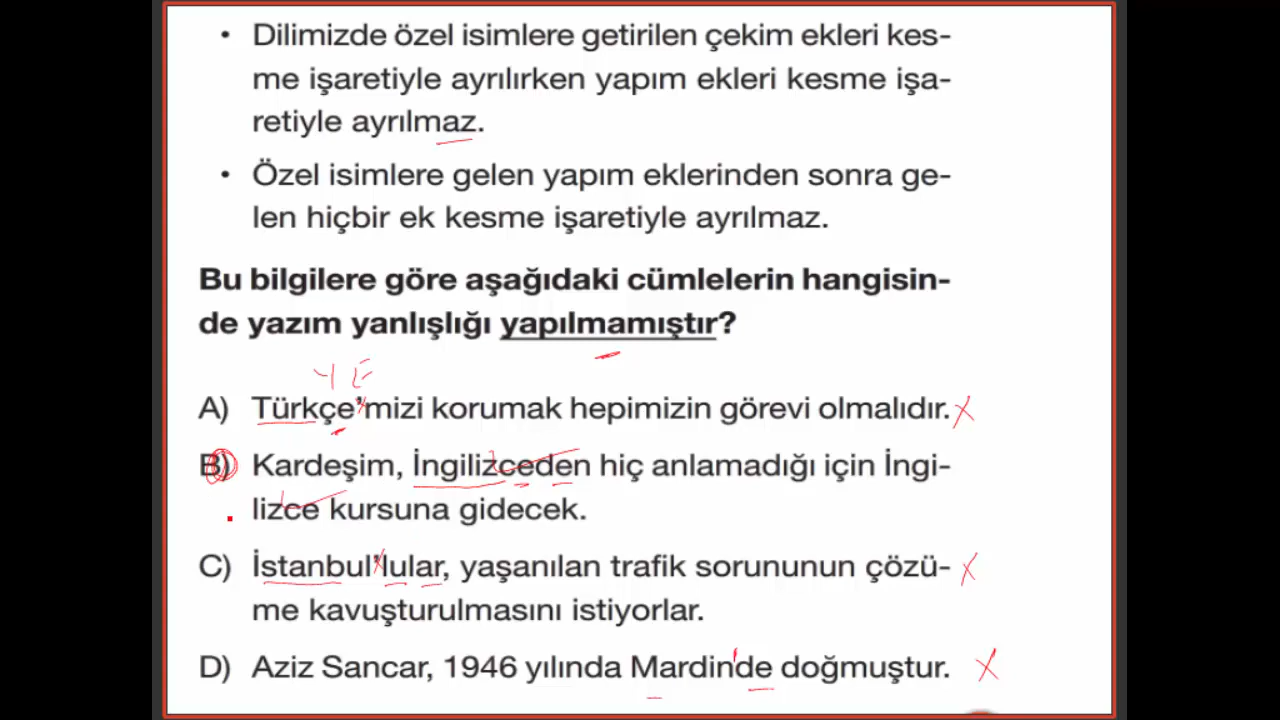 • Dilimizde özel isimlere getirilen çekim ekleri kes-
me işaretiyle ayrılırken yapım ekleri kesme işa-
retiyle ayrılmaz.
• Özel isimlere gelen yapım eklerinden sonra ge-
len hiçbir ek kesme işaretiyle ayrılmaz.
Bu bilgilere göre aşağıdaki cümlelerin hangisin-
de yazım yanlışlığı yapılmamıştır?
YE
A) Türkçe'mizi korumak hepimizin görevi olmalıdır.
B) Kardeşim, İngilizceden hiç anlamadığı için İngi-
lizce kursuna gidecek.
C) İstanbul'lular, yaşanılan trafik sorununun çözü-
me kavuşturulmasını istiyorlar.
D) Aziz Sancar, 1946 yılında Mardin'de doğmuştur.